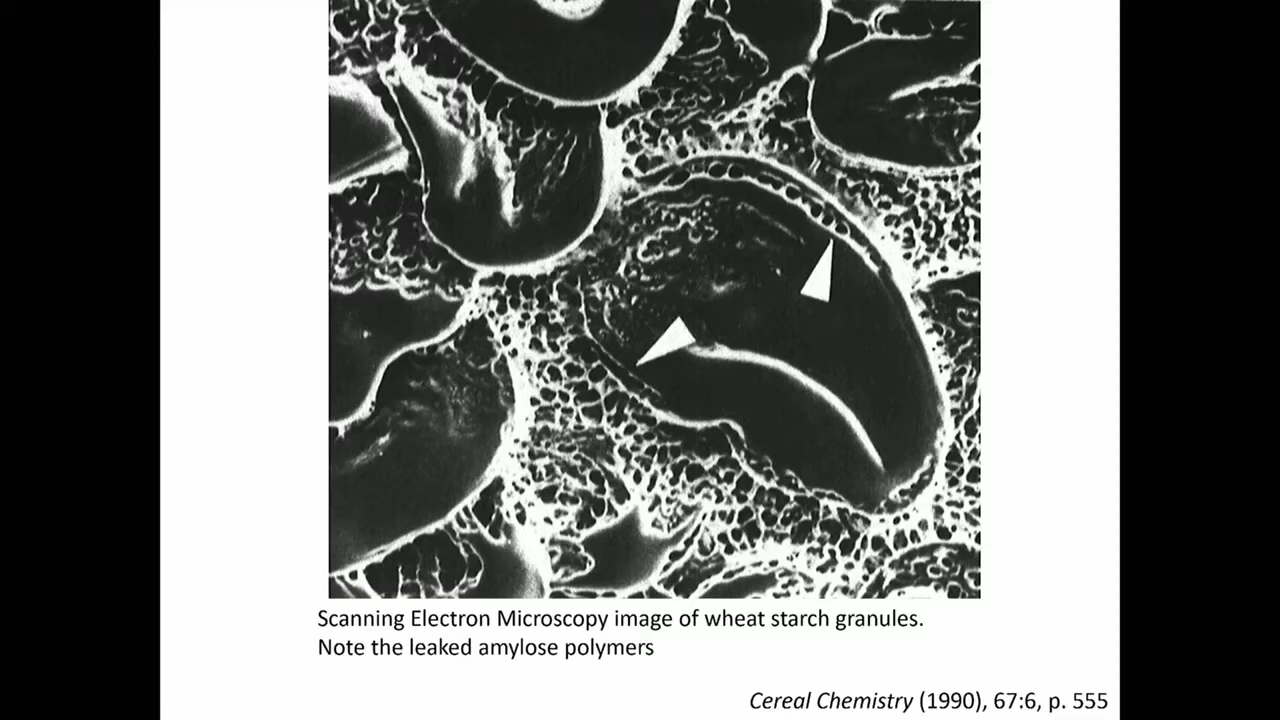 Scanning Electron Microscopy image of wheat starch granules.
Note the leaked amylose polymers
Cereal Chemistry (1990), 67:6, p. 555